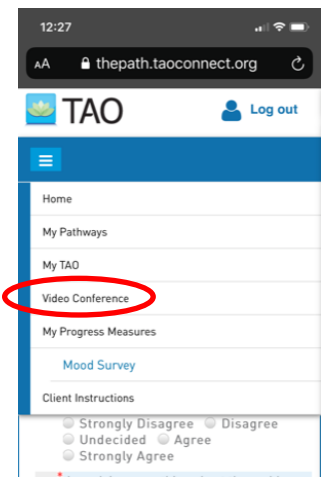 12:27
AA thepath.taoconnect.org
TAO Log out
Home
My Pathways
My TAO
Video Conference
My Progress Measures
Mood Survey
Client Instructions
Strongly Disagree Disagree
Undecided Agree
Strongly Agree